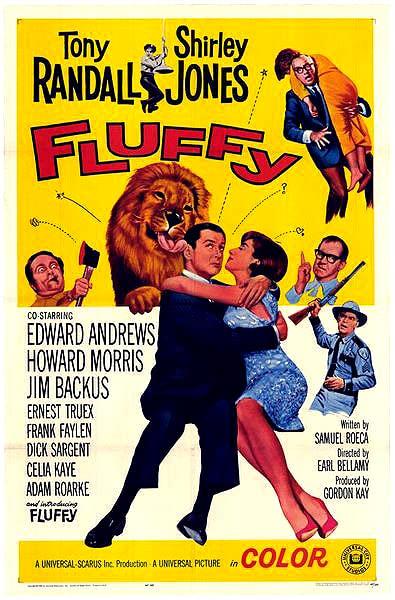 Tony Shirley
RANDALL JONES
FLUFFY
CO-STARRING
EDWARD ANDREWS
HOWARD MORRIS
JIM BACKUS
ERNEST TRUEX
FRANK FAYLEN
DICK SARGENT
CELIA KAYE
ADAM ROARKE
and introducing
FLUFFY
Written by
SAMUEL ROECA
Directed by
EARL BELLAMY
Produced by
GORDON KAY
A UNIVERSAL-SCARUS Inc. Production · A UNIVERSAL PICTURE in COLOR